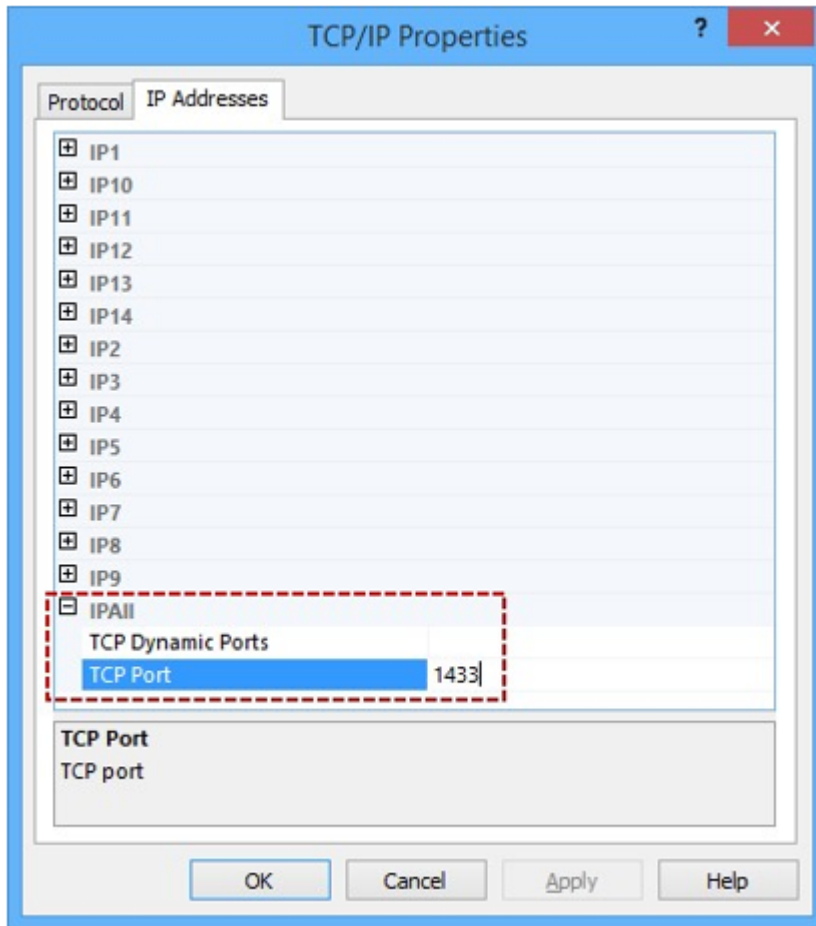 TCP/IP Properties
?
Protocol
IP Addresses
IP1
IP10
IP11
IP12
IP13
IP14
IP2
IP3
IP4
IP5
IP6
IP7
IP8
IP9
IPAll
TCP Dynamic Ports
TCP Port 1433
TCP Port
TCP port
OK Cancel Apply Help